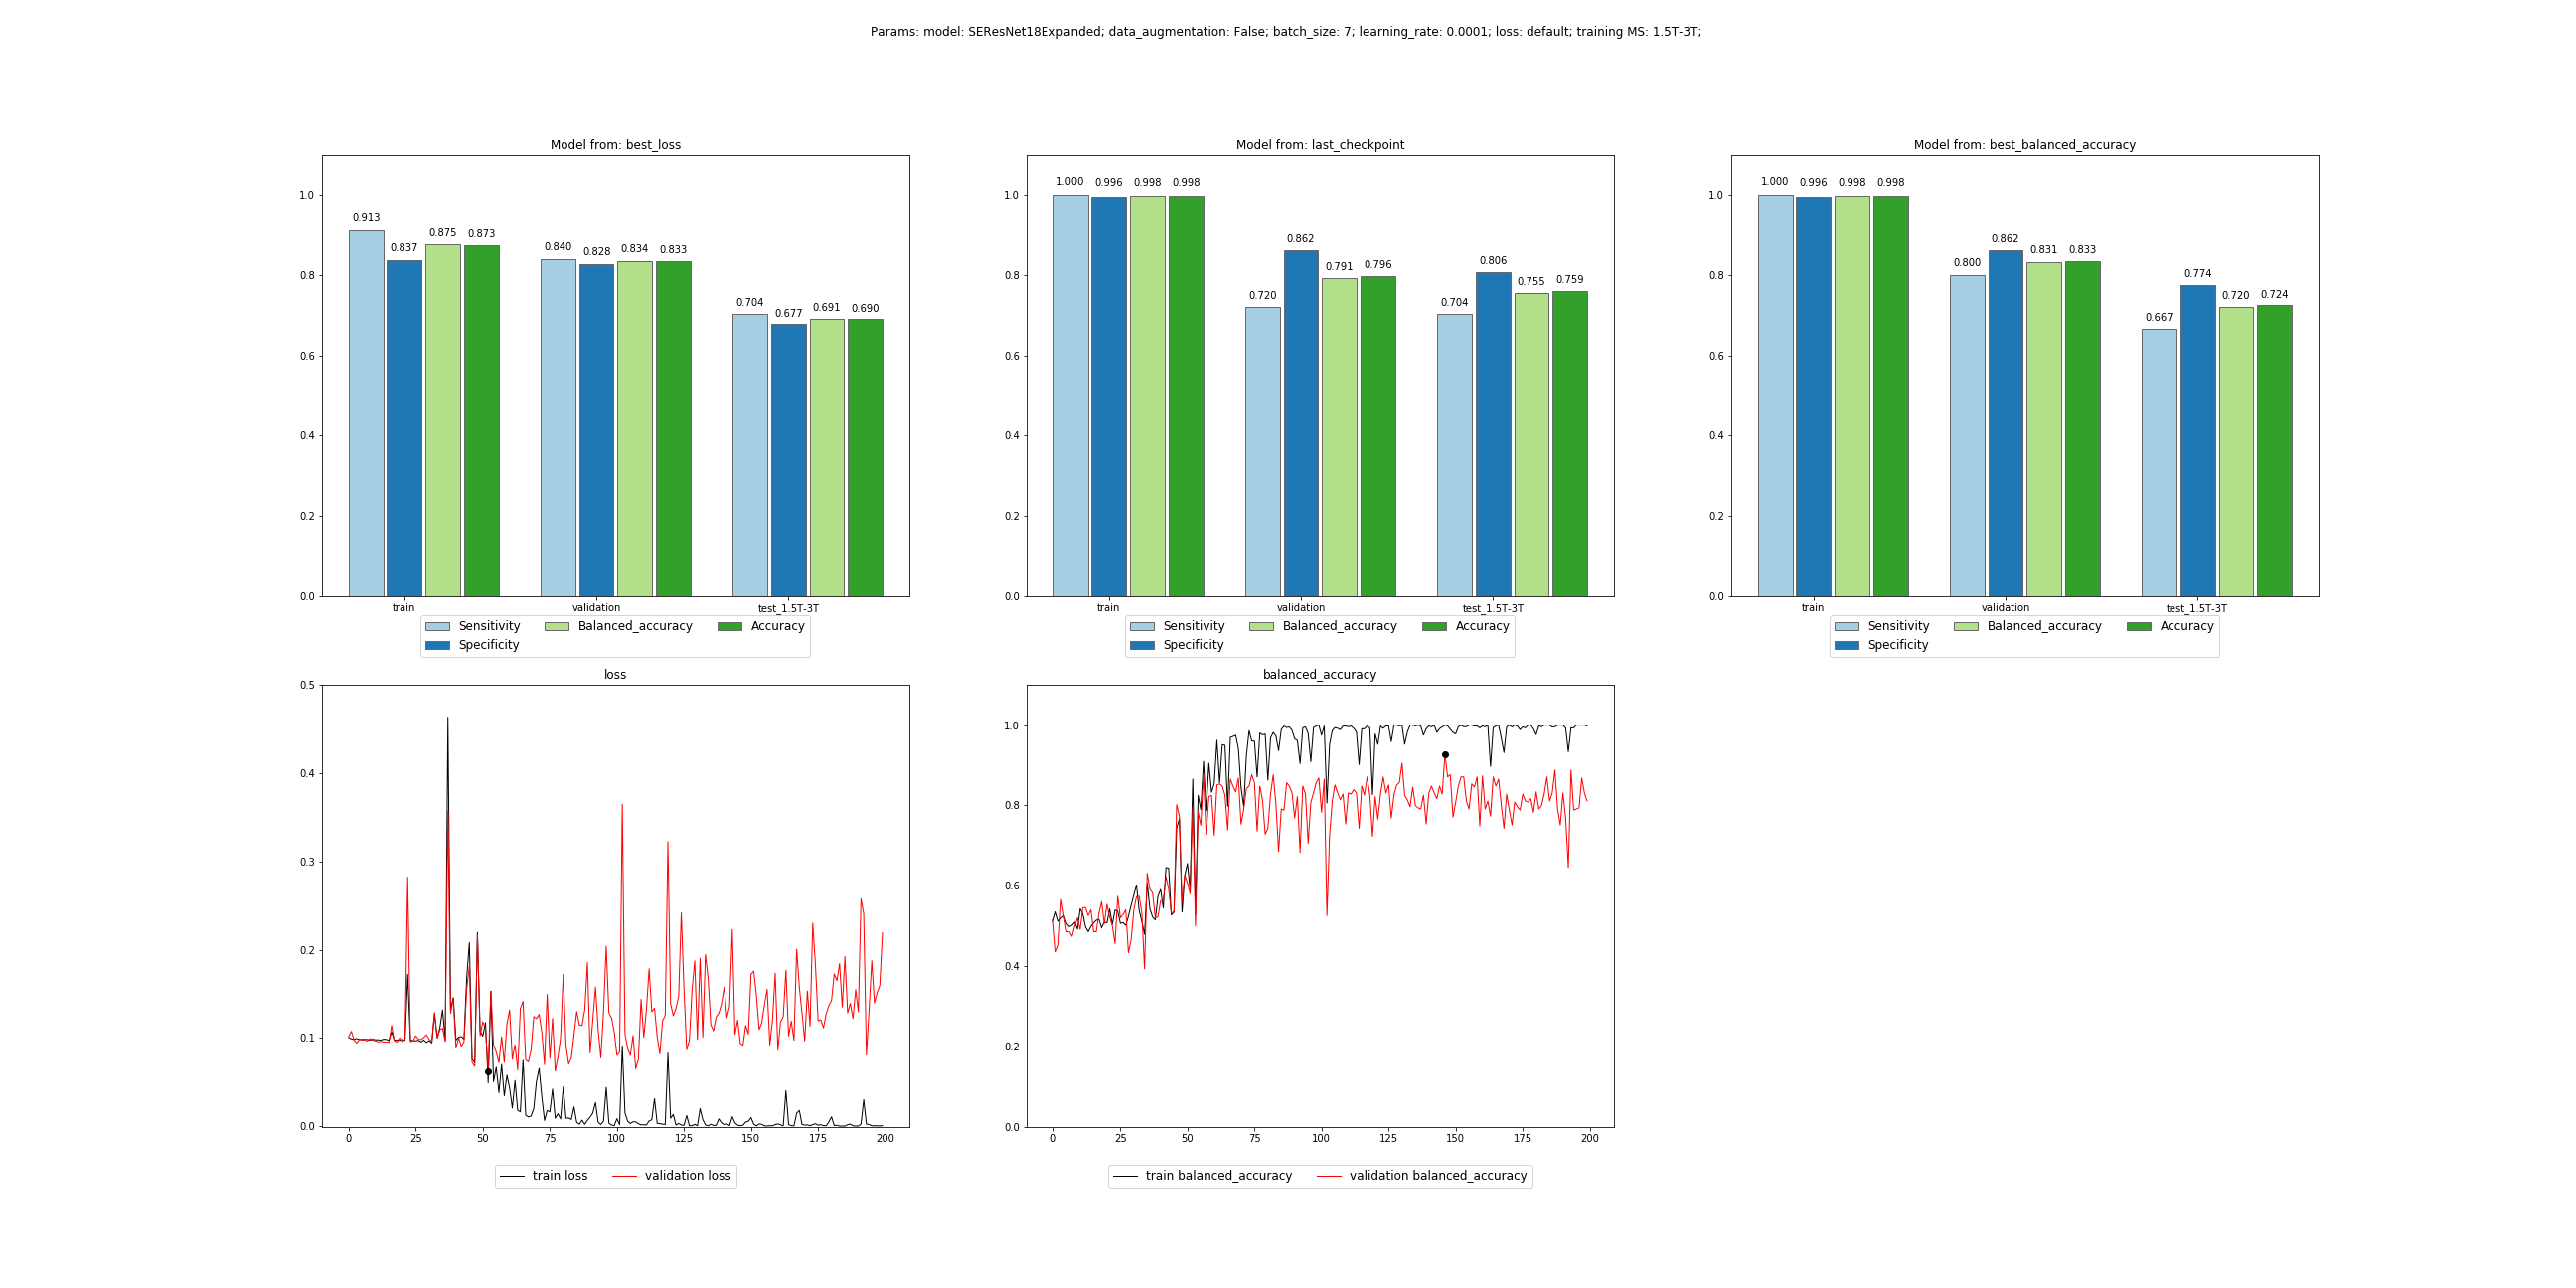 Params: model: SEResNet18Expanded; data_augmentation: False; batch_size: 7; learning_rate: 0.0001; loss: default; training MS: 1.5T-3T;
Model from: best_loss
1.0
0.8
0.6
0.4
0.2
0.0
0.913
0.837
0.875
0.873
0.840
0.828
0.834
0.833
0.704
0.677
0.691
0.690
train
validation
test_1.5T-3T
Sensitivity
Balanced_accuracy
Accuracy
Specificity
Model from: last_checkpoint
1.0
0.8
0.6
0.4
0.2
0.0
1.000
0.996
0.998
0.998
0.720
0.862
0.791
0.796
0.704
0.806
0.755
0.759
train
validation
test_1.5T-3T
Sensitivity
Balanced_accuracy
Accuracy
Specificity
Model from: best_balanced_accuracy
1.0
0.8
0.6
0.4
0.2
0.0
1.000
0.996
0.998
0.998
0.800
0.862
0.831
0.833
0.667
0.774
0.720
0.724
train
validation
test_1.5T-3T
Sensitivity
Balanced_accuracy
Accuracy
Specificity
loss
0.5
0.4
0.3
0.2
0.1
0.0
0
25
50
75
100
125
150
175
200
train loss
validation loss
balanced_accuracy
1.0
0.8
0.6
0.4
0.2
0.0
0
25
50
75
100
125
150
175
200
train balanced_accuracy
validation balanced_accuracy